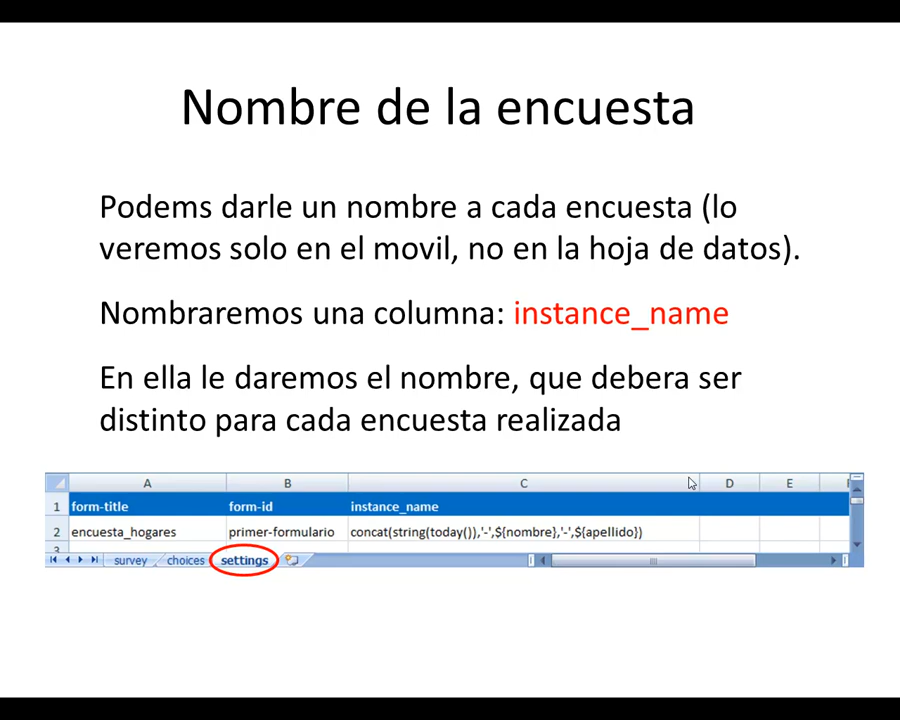 Nombre de la encuesta
Podems darle un nombre a cada encuesta (lo
veremos solo en el movil, no en la hoja de datos).
Nombraremos una columna: instance_name
En ella le daremos el nombre, que debera ser
distinto para cada encuesta realizada
A B C D E
1 form-title form-id instance_name
2 encuesta_hogares primer-formulario concat(string(today()),'-',${nombre},'-',${apellido})
3
survey choices settings